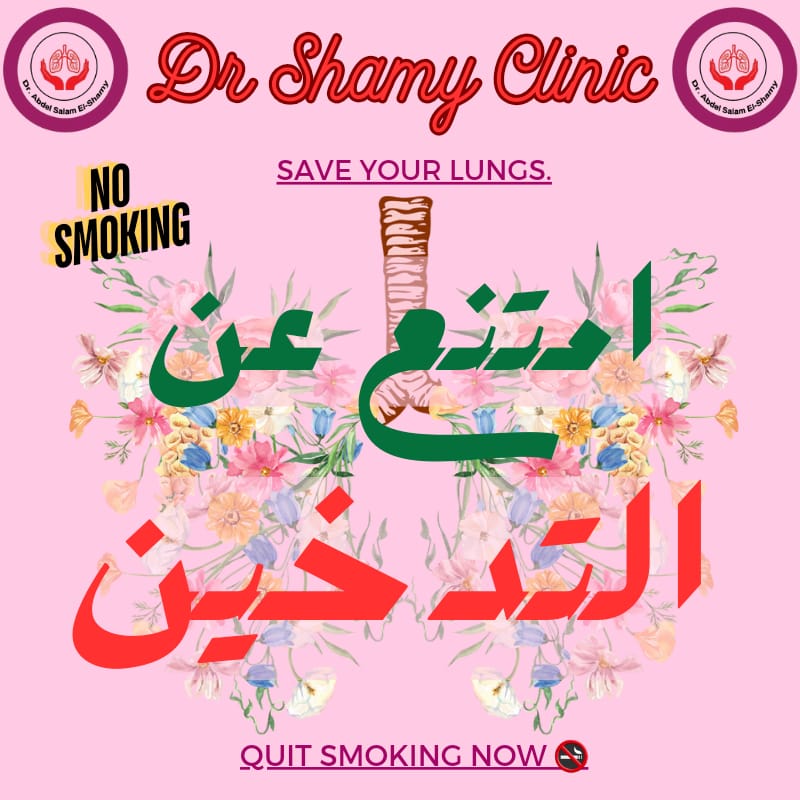 Dr Shamy Clinic
Dr. Abdel Salam El-Shamy
Dr. Abdel Salam El-Shamy
SAVE YOUR LUNGS.
NO
SMOKING
امتنع عن
التدخين
QUIT SMOKING NOW